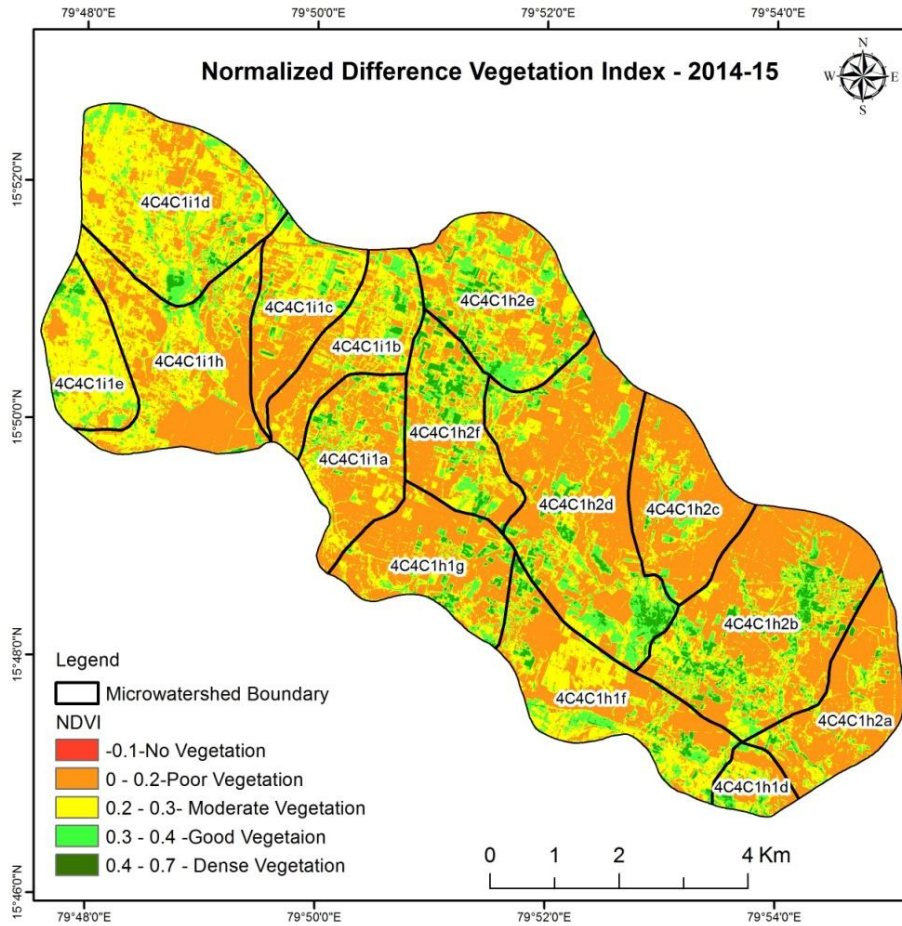 79°48'0"E 79°50'0"E 79°52'0"E 79°54'0"E
Normalized Difference Vegetation Index - 2014-15
N
W E
S
15°52'0"N
4C4C1i1d
4C4C1h2e
4C4C1i1c
4C4C1i1b
4C4C1i1h
4C4C1i1e
15°50'0"N
4C4C1h2f
4C4C1i1a
4C4C1h2d
4C4C1h2c
4C4C1h1g
4C4C1h2b
15°48'0"N
4C4C1h1f
4C4C1h2a
4C4C1h1d
Legend
Microwatershed Boundary
NDVI
-0.1-No Vegetation
0 - 0.2-Poor Vegetation
0.2 - 0.3- Moderate Vegetation
0.3 - 0.4 -Good Vegetaion
0.4 - 0.7 - Dense Vegetation
0 1 2 4 Km
15°46'0"N
79°48'0"E 79°50'0"E 79°52'0"E 79°54'0"E